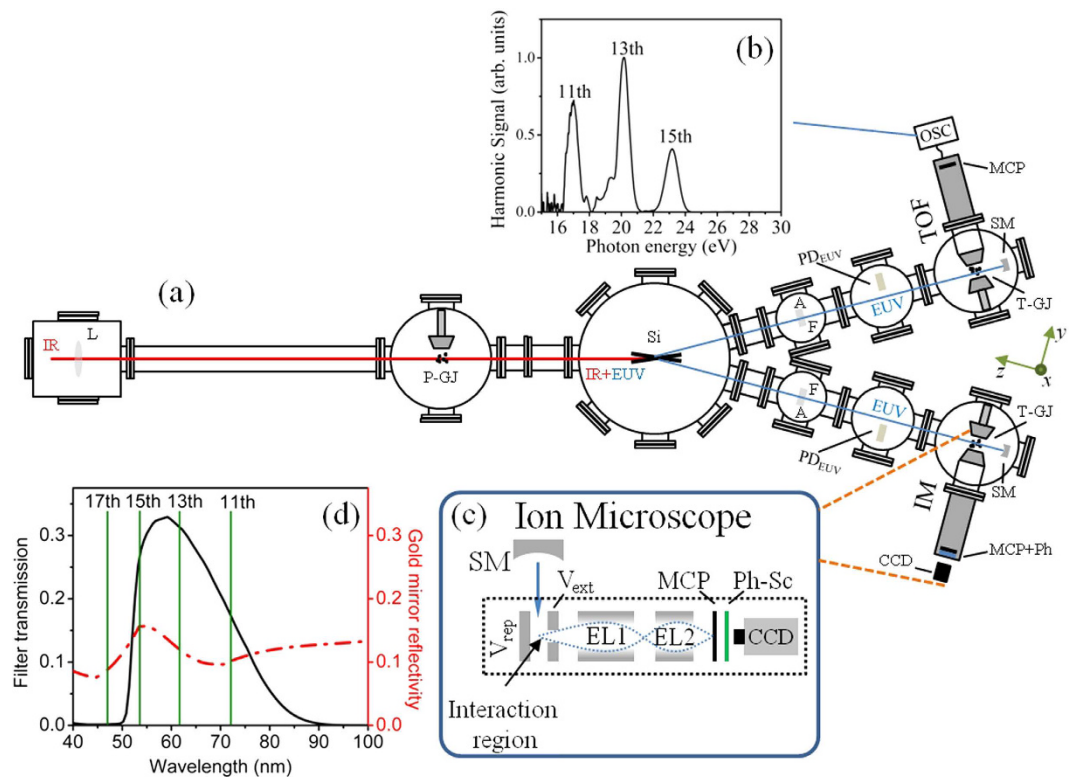 (b)
Harmonic Signal (arb. units)
1.0
0.5
0.0
11th
13th
15th
16 18 20 22 24 26 28 30
Photon energy (eV)
OSC
MCP
TOF
SM
PD_EUV
EUV
T-GJ
A
F
(a)
IR
L
P-GJ
Si
IR+EUV
y
z
x
F
A
EUV
PD_EUV
T-GJ
SM
IM
MCP+Ph
CCD
(c)
Ion Microscope
SM
V_ext
V_rep
EL1
EL2
MCP
Ph-Sc
CCD
Interaction
region
(d)
17th 15th 13th 11th
Filter transmission
0.3
0.2
0.1
0.0
Gold mirror reflectivity
0.3
0.2
0.1
0.0
40 50 60 70 80 90 100
Wavelength (nm)